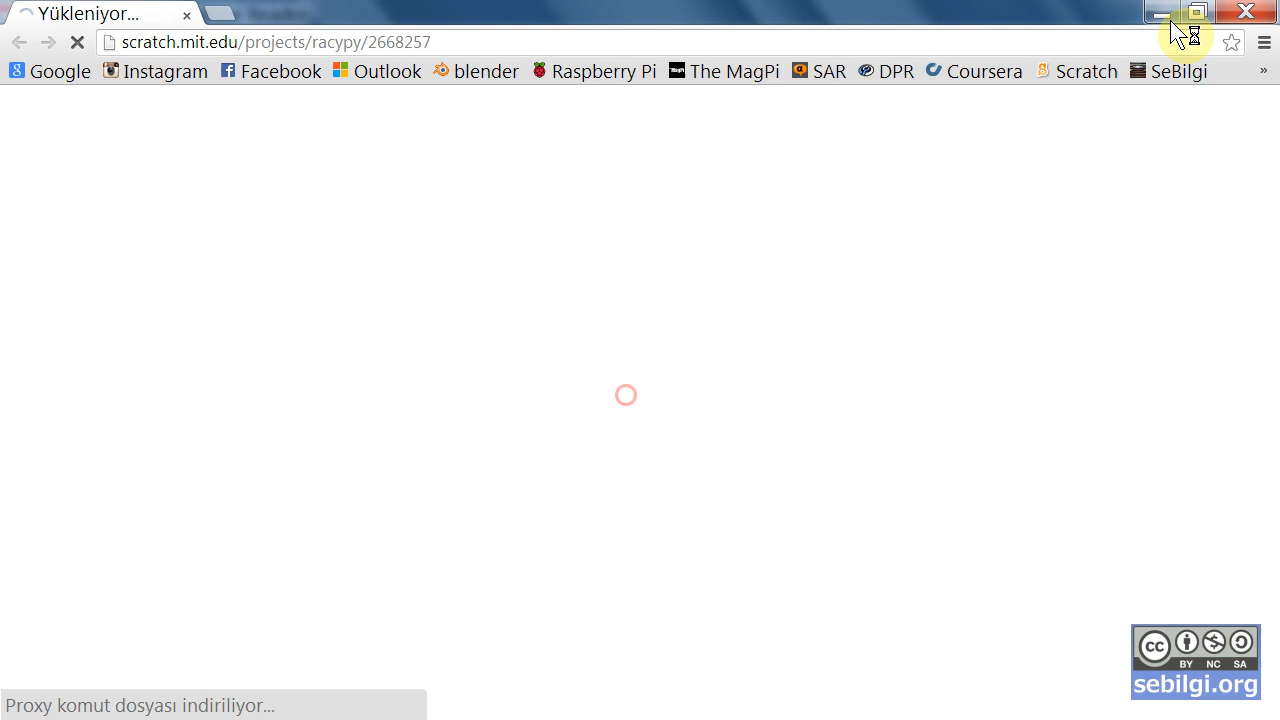 Yükleniyor...
scratch.mit.edu/projects/racypy/2668257
Google Instagram Facebook Outlook blender Raspberry Pi The MagPi SAR DPR Coursera Scratch SeBilgi »
cc
BY NC SA
sebilgi.org
Proxy komut dosyası indiriliyor...